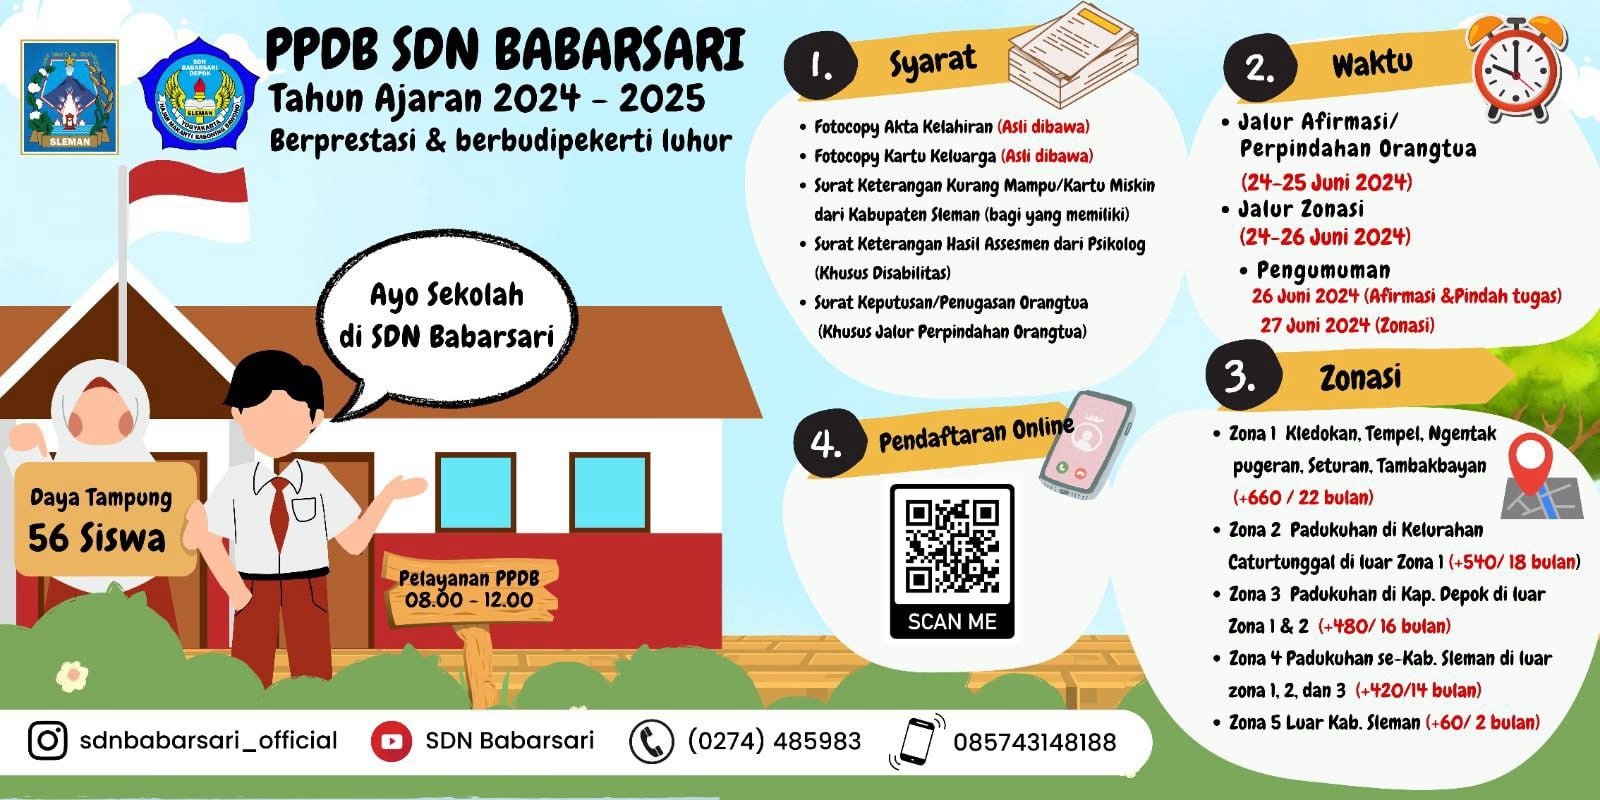 PPDB SDN BABARSARI
Tahun Ajaran 2024 - 2025
Berprestasi & berbudipekerti luhur
SLEMAN
SDN
BABARSARI
DEPOK
SLEMAN
YOGYAKARTA
Ayo Sekolah
di SDN Babarsari
Daya Tampung
56 Siswa
Pelayanan PPDB
08.00 - 12.00
1. Syarat
• Fotocopy Akta Kelahiran (Asli dibawa)
• Fotocopy Kartu Keluarga (Asli dibawa)
• Surat Keterangan Kurang Mampu/Kartu Miskin
dari Kabupaten Sleman (bagi yang memiliki)
• Surat Keterangan Hasil Assesmen dari Psikolog
(Khusus Disabilitas)
• Surat Keputusan/Penugasan Orangtua
(Khusus Jalur Perpindahan Orangtua)
2. Waktu
• Jalur Afirmasi/
Perpindahan Orangtua
(24-25 Juni 2024)
• Jalur Zonasi
(24-26 Juni 2024)
• Pengumuman
26 Juni 2024 (Afirmasi &Pindah tugas)
27 Juni 2024 (Zonasi)
3. Zonasi
• Zona 1 Kledokan, Tempel, Ngentak
pugeran, Seturan, Tambakbayan
(+660 / 22 bulan)
• Zona 2 Padukuhan di Kelurahan
Caturtunggal di luar Zona 1 (+540/ 18 bulan)
• Zona 3 Padukuhan di Kap. Depok di luar
Zona 1 & 2 (+480/ 16 bulan)
• Zona 4 Padukuhan se-Kab. Sleman di luar
zona 1, 2, dan 3 (+420/14 bulan)
• Zona 5 Luar Kab. Sleman (+60/ 2 bulan)
4. Pendaftaran Online
SCAN ME
sdnbabarsari_official
SDN Babarsari
(0274) 485983
085743148188